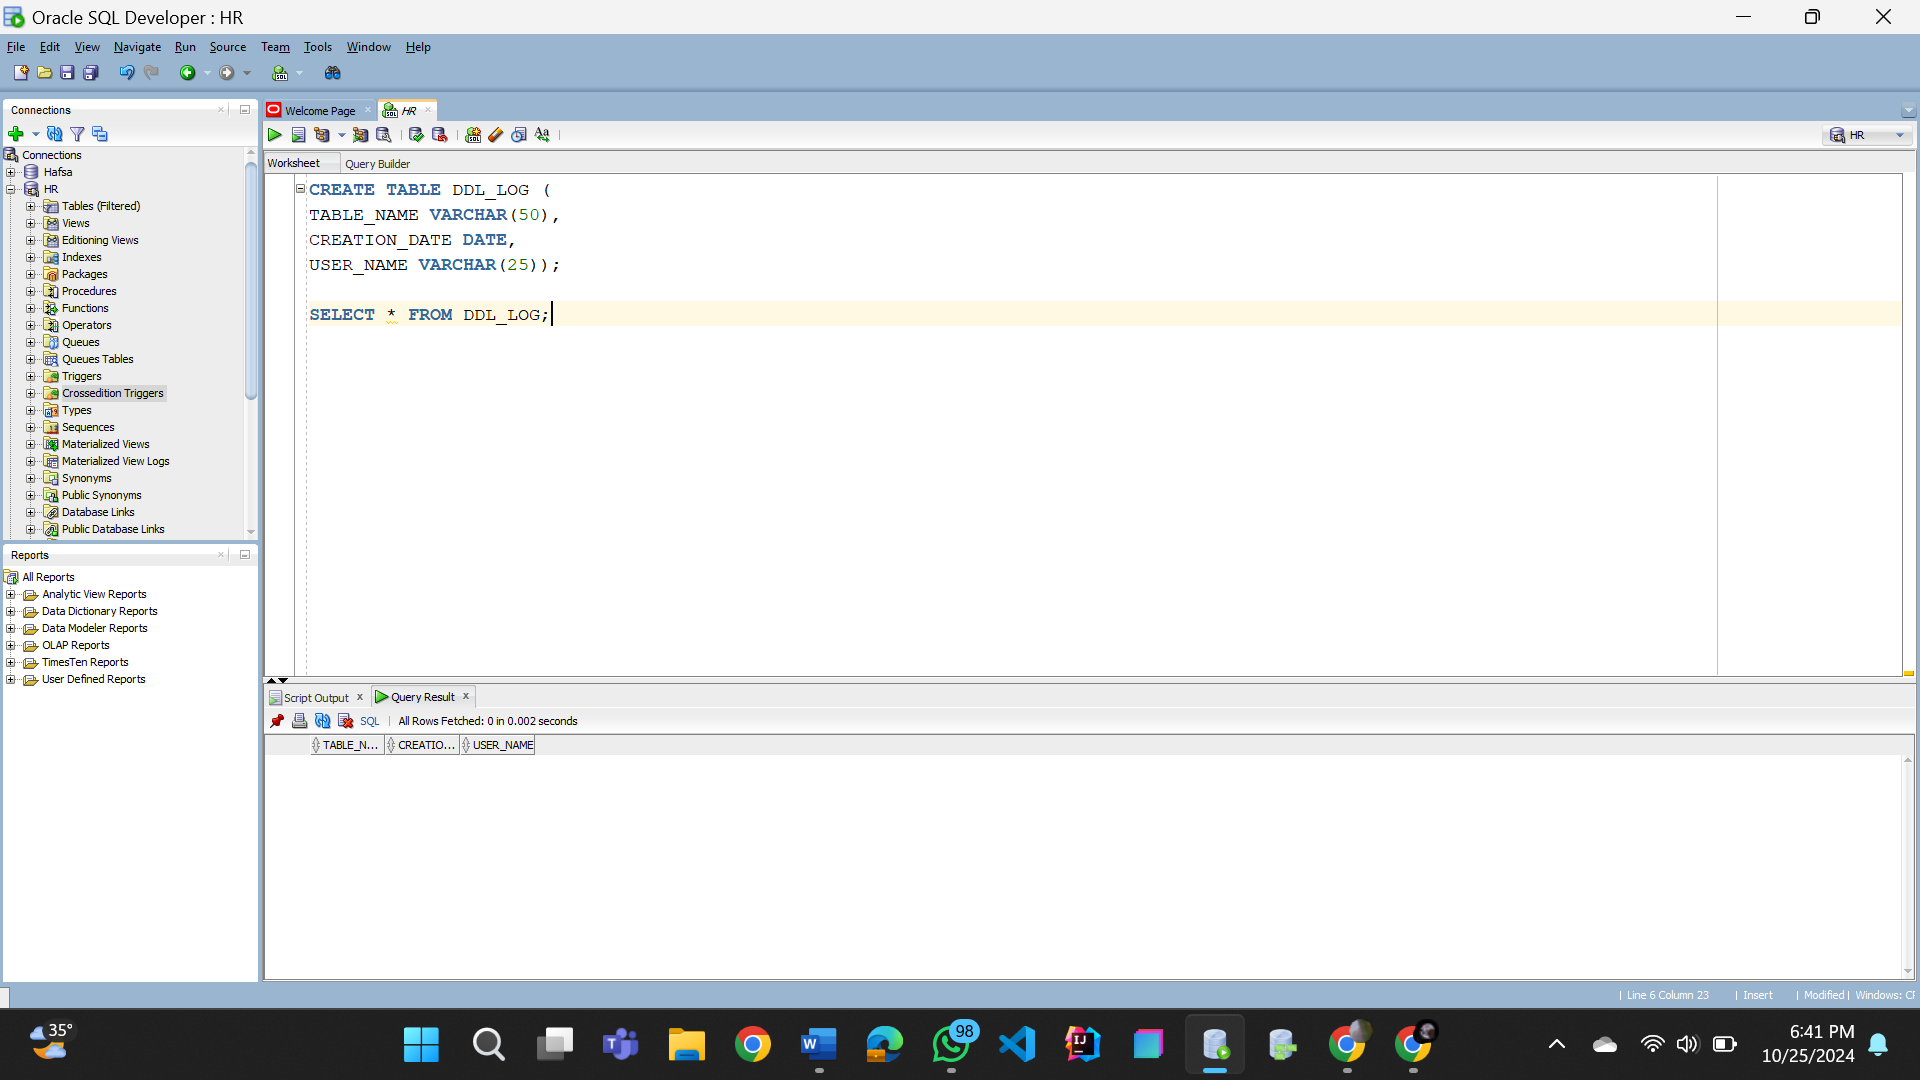 Oracle SQL Developer : HR
File Edit View Navigate Run Source Team Tools Window Help
Connections
Connections
Hafsa
HR
Tables (Filtered)
Views
Editioning Views
Indexes
Packages
Procedures
Functions
Operators
Queues
Queues Tables
Triggers
Crossedition Triggers
Types
Sequences
Materialized Views
Materialized View Logs
Synonyms
Public Synonyms
Database Links
Public Database Links
Reports
All Reports
Analytic View Reports
Data Dictionary Reports
Data Modeler Reports
OLAP Reports
TimesTen Reports
User Defined Reports
Welcome Page HR
HR
Worksheet Query Builder
CREATE TABLE DDL_LOG (
TABLE_NAME VARCHAR(50),
CREATION_DATE DATE,
USER_NAME VARCHAR(25));
SELECT * FROM DDL_LOG;
Script Output x Query Result x
SQL | All Rows Fetched: 0 in 0.002 seconds
TABLE_N... CREATIO... USER_NAME
| Line 6 Column 23 | Insert | Modified | Windows: CF
35°
98
6:41 PM
10/25/2024